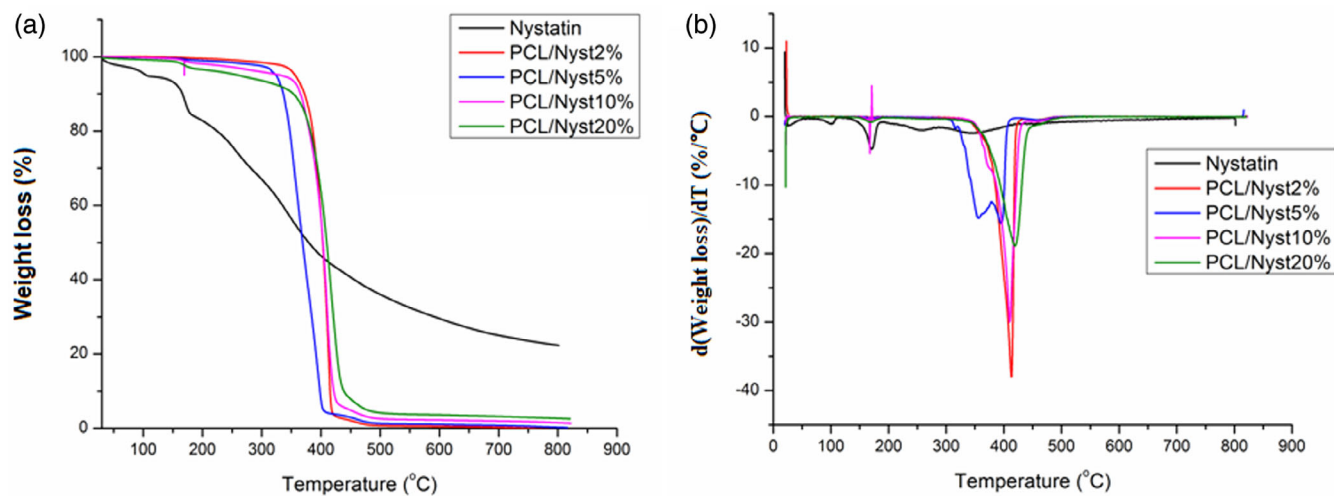 (a)
Nystatin
PCL/Nyst2%
PCL/Nyst5%
PCL/Nyst10%
PCL/Nyst20%
Weight loss (%)
100
80
60
40
20
0
100 200 300 400 500 600 700 800 900
Temperature (°C)
(b)
d(Weight loss)/dT (%/°C)
10
0
-10
-20
-30
-40
Nystatin
PCL/Nyst2%
PCL/Nyst5%
PCL/Nyst10%
PCL/Nyst20%
0 100 200 300 400 500 600 700 800 900
Temperature (°C)